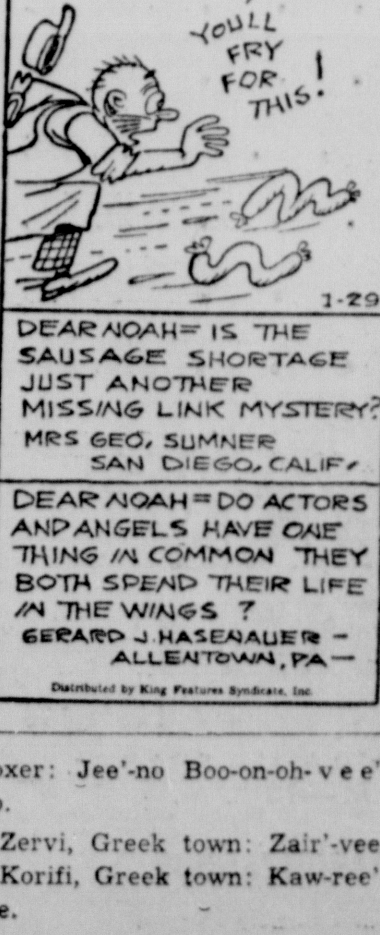 YOU'LL
FRY
FOR
THIS!
1-29
DEAR NOAH= IS THE
SAUSAGE SHORTAGE
JUST ANOTHER
MISSING LINK MYSTERY?
MRS GEO, SUMNER
SAN DIEGO, CALIF,
DEAR NOAH = DO ACTORS
AND ANGELS HAVE ONE
THING IN COMMON THEY
BOTH SPEND THEIR LIFE
IN THE WINGS ?
GERARD J. HASENAUER -
ALLENTOWN, PA -
Distributed by King Features Syndicate, Inc.
oxer: Jee'-no Boo-on-oh-vee'
Zervi, Greek town: Zair'-vee
Korifi, Greek town: Kaw-ree'
e.